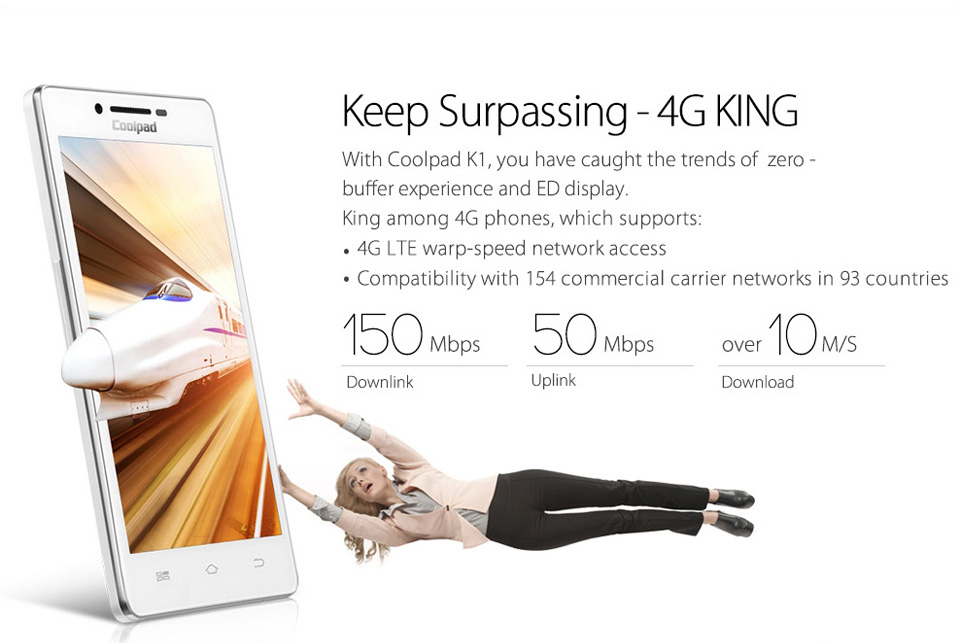 Coolpad
Keep Surpassing - 4G KING
With Coolpad K1, you have caught the trends of  zero -
buffer experience and ED display.
King among 4G phones, which supports:
• 4G LTE warp-speed network access
• Compatibility with 154 commercial carrier networks in 93 countries
150 Mbps
50 Mbps
over 10 M/S
Downlink
Uplink
Download